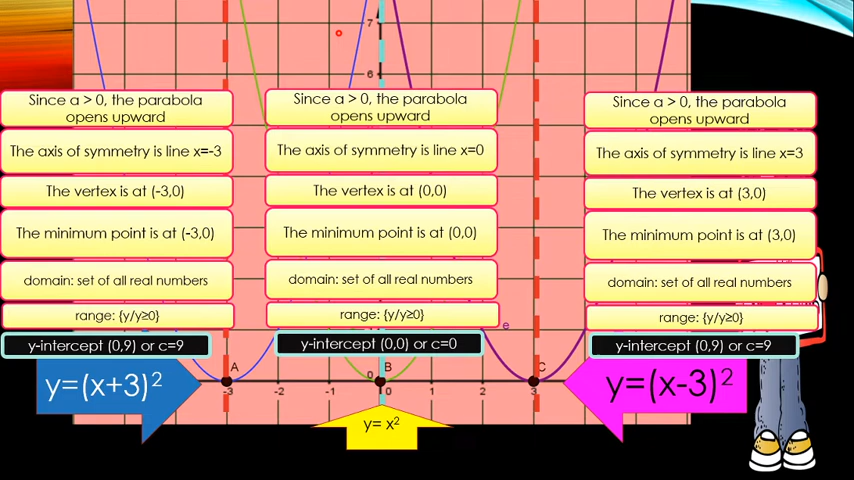 7
6
Since a > 0, the parabola
opens upward
The axis of symmetry is line x=-3
The vertex is at (-3,0)
The minimum point is at (-3,0)
domain: set of all real numbers
range: {y/y≥0}
y-intercept (0,9) or c=9
Since a > 0, the parabola
opens upward
The axis of symmetry is line x=0
The vertex is at (0,0)
The minimum point is at (0,0)
domain: set of all real numbers
range: {y/y≥0}
y-intercept (0,0) or c=0
Since a > 0, the parabola
opens upward
The axis of symmetry is line x=3
The vertex is at (3,0)
The minimum point is at (3,0)
domain: set of all real numbers
range: {y/y≥0}
y-intercept (0,9) or c=9
e
A
B
C
0
-3 -2 -1 0 1 2 3
y=(x+3)²
y= x²
y=(x-3)²